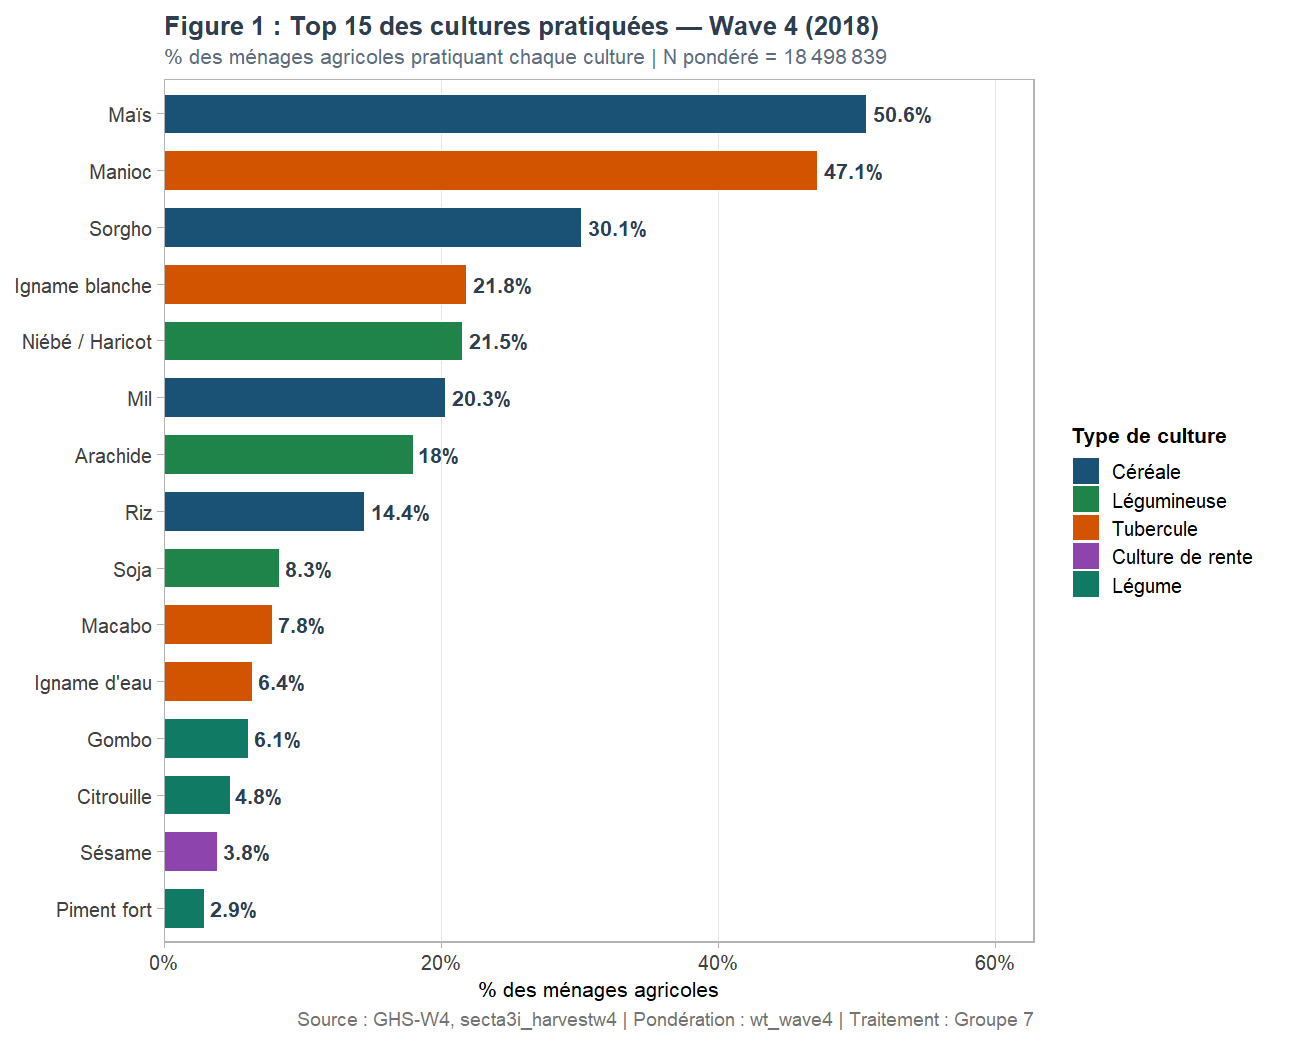 Figure 1 : Top 15 des cultures pratiquées — Wave 4 (2018)
% des ménages agricoles pratiquant chaque culture | N pondéré = 18 498 839
Maïs 50.6%
Manioc 47.1%
Sorgho 30.1%
Igname blanche 21.8%
Niébé / Haricot 21.5%
Mil 20.3%
Arachide 18%
Riz 14.4%
Soja 8.3%
Macabo 7.8%
Igname d'eau 6.4%
Gombo 6.1%
Citrouille 4.8%
Sésame 3.8%
Piment fort 2.9%
0% 20% 40% 60%
% des ménages agricoles
Type de culture
Céréale
Légumineuse
Tubercule
Culture de rente
Légume
Source : GHS-W4, secta3i_harvestw4 | Pondération : wt_wave4 | Traitement : Groupe 7